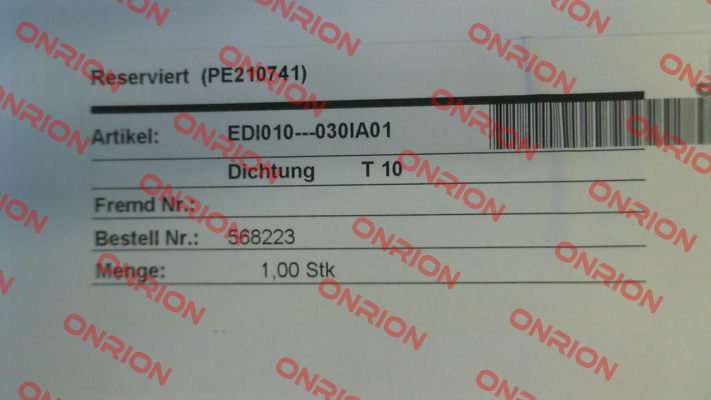 Reserviert (PE210741)
Artikel: EDI010---030IA01
Dichtung T 10
Fremd Nr.:
Bestell Nr.: 568223
Menge: 1,00 Stk
ONRION